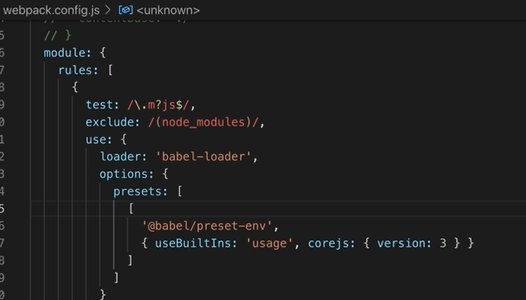 webpack.config.js > <unknown>
// }
module: {
rules: [
{
test: /\.m?js$/,
exclude: /(node_modules)/,
use: {
loader: 'babel-loader',
options: {
presets: [
[
'@babel/preset-env',
{ useBuiltIns: 'usage', corejs: { version: 3 } }
]
]
}